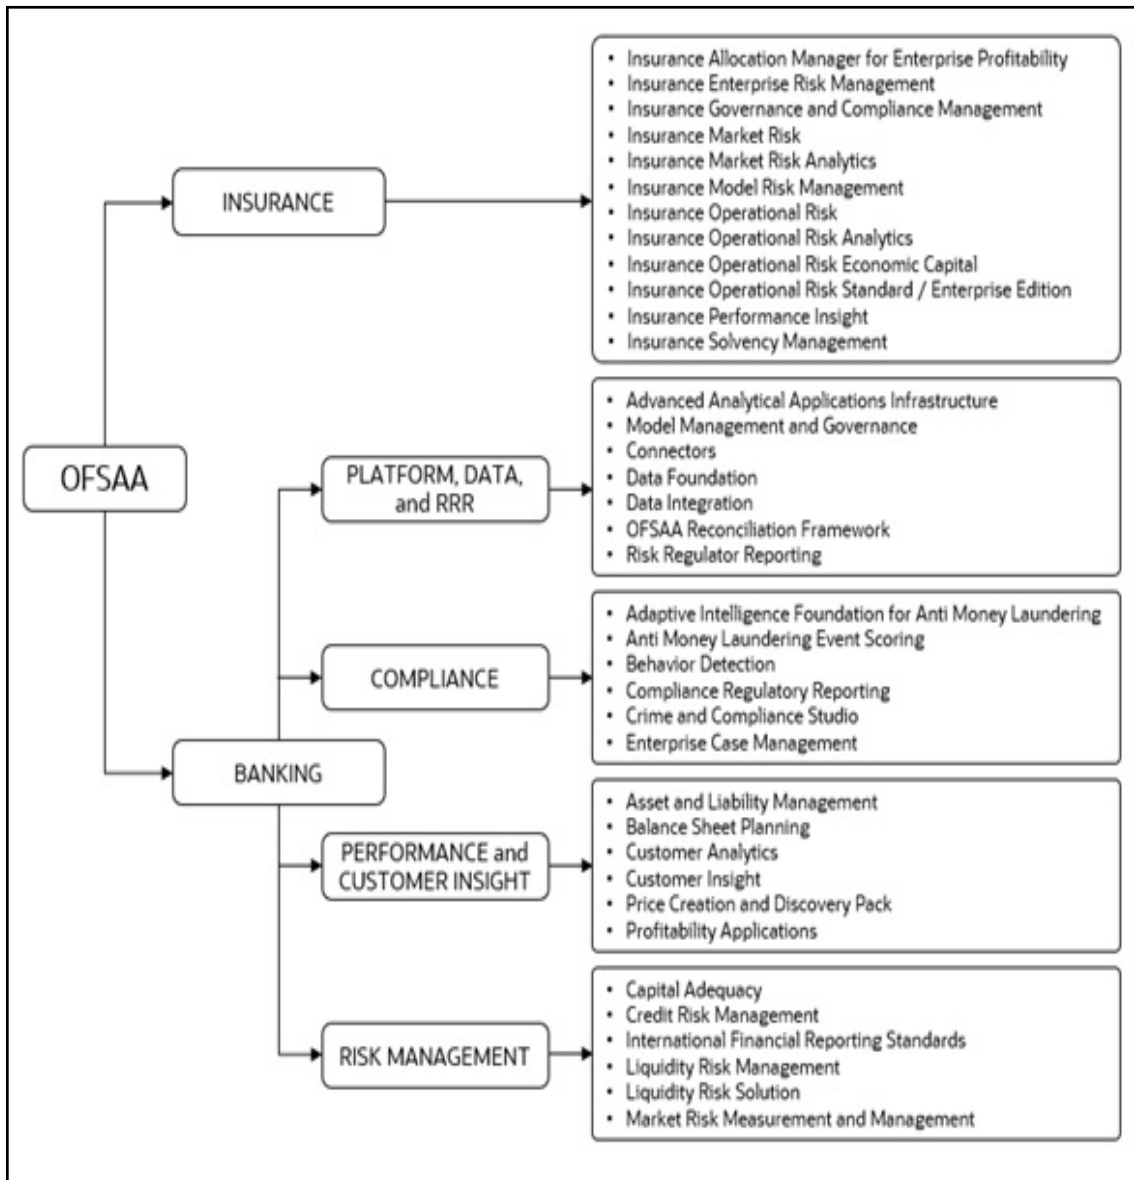 OFSAA
INSURANCE
• Insurance Allocation Manager for Enterprise Profitability
• Insurance Enterprise Risk Management
• Insurance Governance and Compliance Management
• Insurance Market Risk
• Insurance Market Risk Analytics
• Insurance Model Risk Management
• Insurance Operational Risk
• Insurance Operational Risk Analytics
• Insurance Operational Risk Economic Capital
• Insurance Operational Risk Standard / Enterprise Edition
• Insurance Performance Insight
• Insurance Solvency Management
BANKING
PLATFORM, DATA,
and RRR
• Advanced Analytical Applications Infrastructure
• Model Management and Governance
• Connectors
• Data Foundation
• Data Integration
• OFSAA Reconciliation Framework
• Risk Regulator Reporting
COMPLIANCE
• Adaptive Intelligence Foundation for Anti Money Laundering
• Anti Money Laundering Event Scoring
• Behavior Detection
• Compliance Regulatory Reporting
• Crime and Compliance Studio
• Enterprise Case Management
PERFORMANCE and
CUSTOMER INSIGHT
• Asset and Liability Management
• Balance Sheet Planning
• Customer Analytics
• Customer Insight
• Price Creation and Discovery Pack
• Profitability Applications
RISK MANAGEMENT
• Capital Adequacy
• Credit Risk Management
• International Financial Reporting Standards
• Liquidity Risk Management
• Liquidity Risk Solution
• Market Risk Measurement and Management